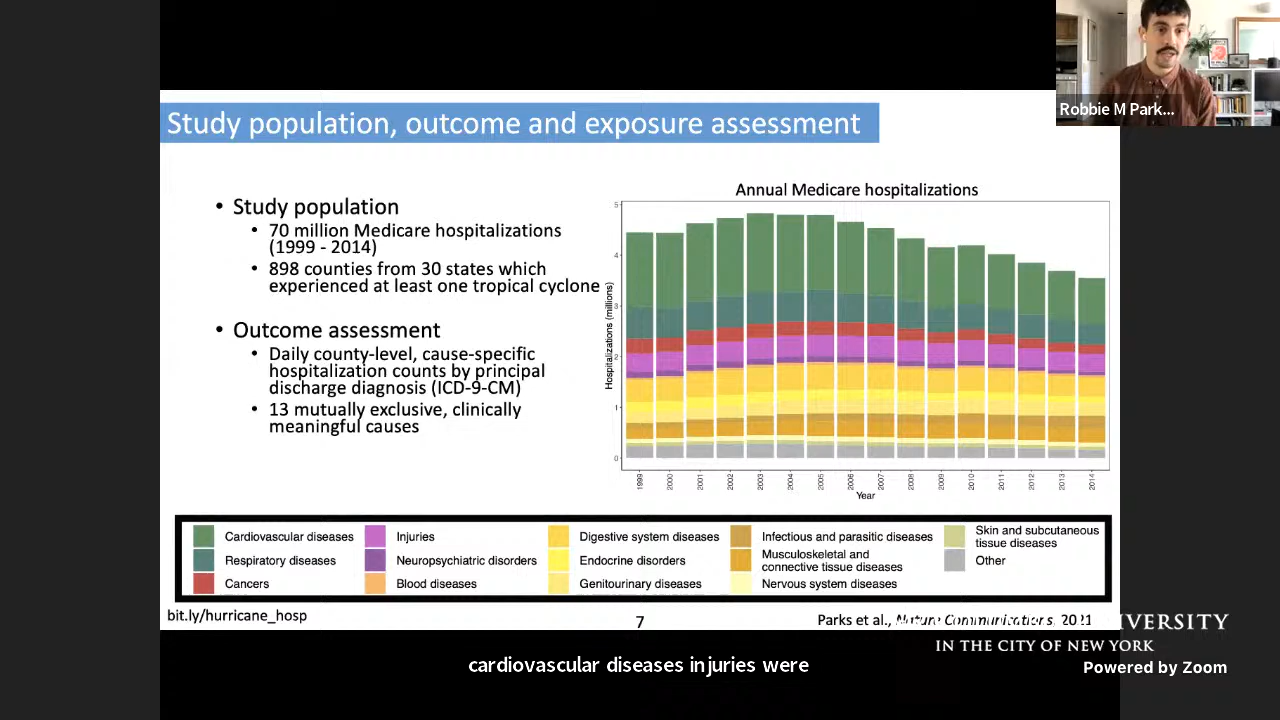 Robbie M Park...
Study population, outcome and exposure assessment
• Study population
• 70 million Medicare hospitalizations
(1999 - 2014)
• 898 counties from 30 states which
experienced at least one tropical cyclone
• Outcome assessment
• Daily county-level, cause-specific
hospitalization counts by principal
discharge diagnosis (ICD-9-CM)
• 13 mutually exclusive, clinically
meaningful causes
Annual Medicare hospitalizations
Hospitalizations (millions)
5
4
3
2
1
0
1999
2000
2001
2002
2003
2004
2005
2006
2007
2008
2009
2010
2011
2012
2013
2014
Year
Cardiovascular diseases
Respiratory diseases
Cancers
Injuries
Neuropsychiatric disorders
Blood diseases
Digestive system diseases
Endocrine disorders
Genitourinary diseases
Infectious and parasitic diseases
Musculoskeletal and
connective tissue diseases
Nervous system diseases
Skin and subcutaneous
tissue diseases
Other
bit.ly/hurricane_hosp
7
Parks et al., Nature Communications, 2021
IN THE CITY OF NEW YORK
Powered by Zoom
cardiovascular diseases injuries were